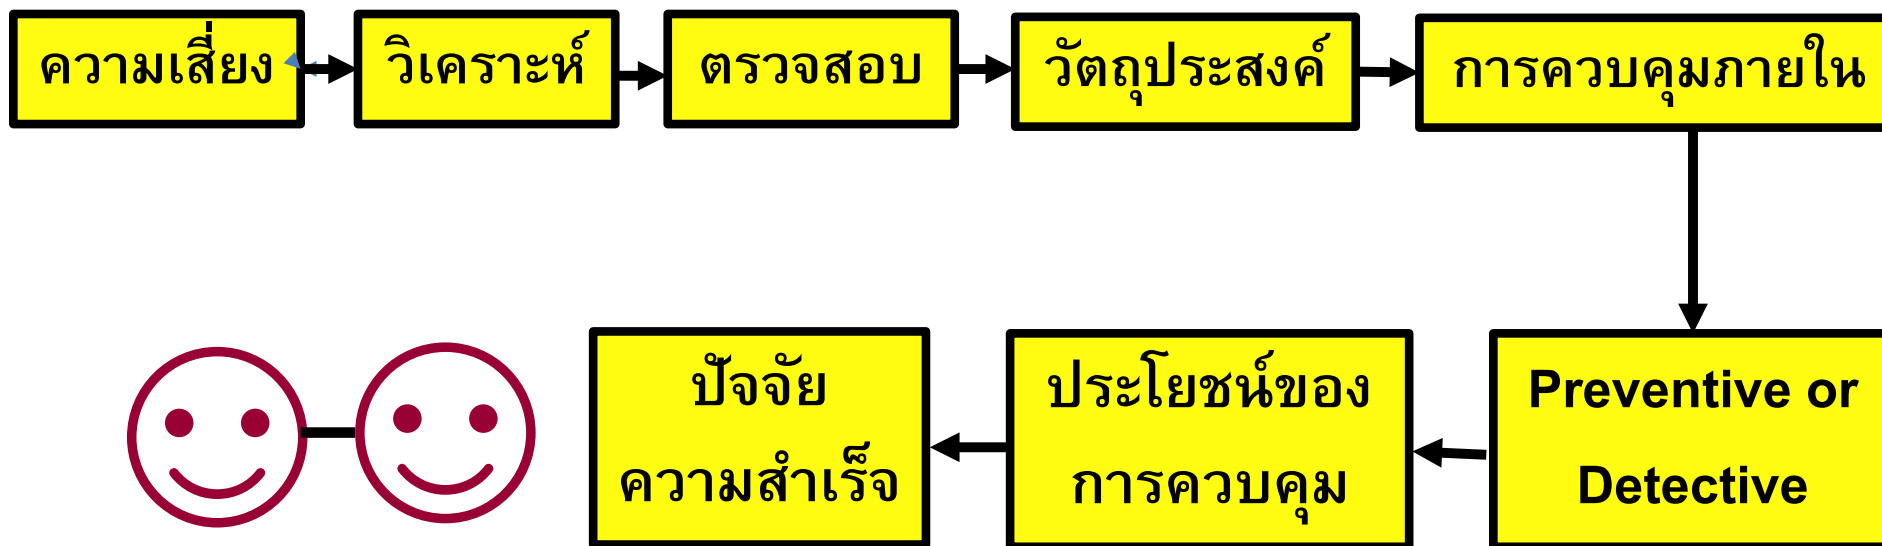 ความเสี่ยง
วิเคราะห์
ตรวจสอบ
วัตถุประสงค์
การควบคุมภายใน
Preventive or
Detective
ประโยชน์ของ
การควบคุม
ปัจจัย
ความสำเร็จ